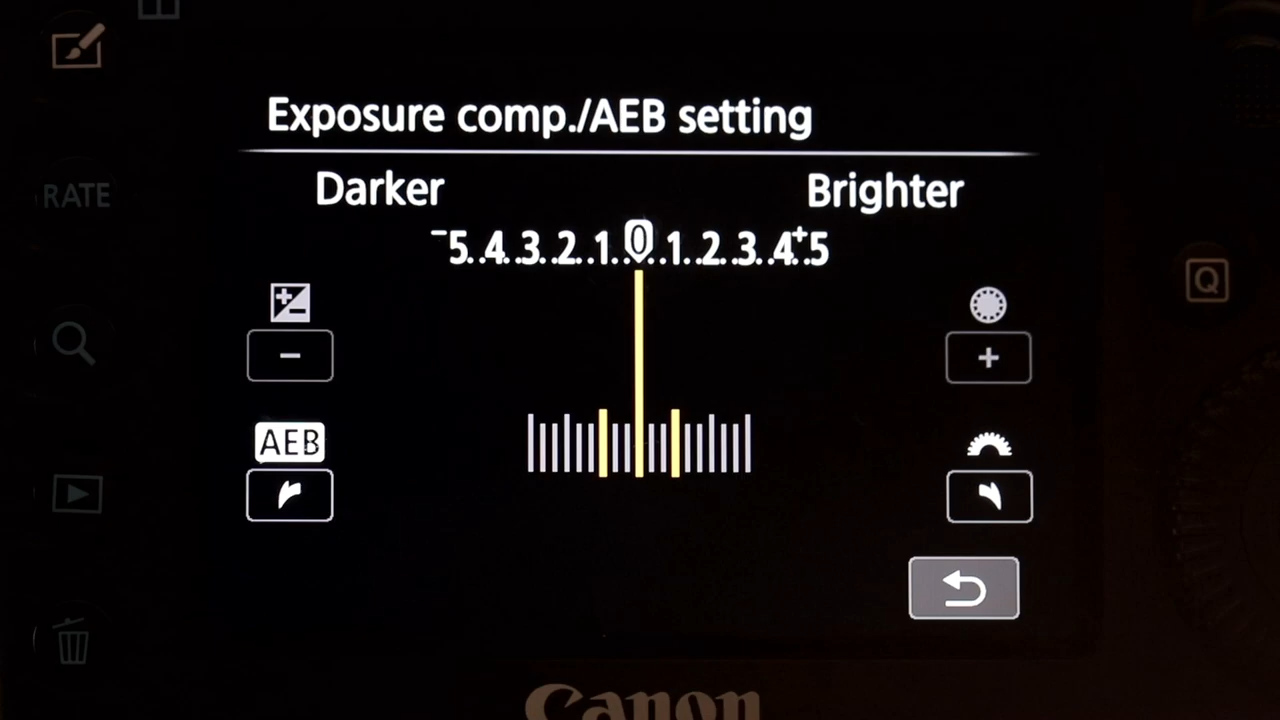 Exposure comp./AEB setting
Darker
Brighter
-5..4..3..2..1..0..1..2..3..4..+5
RATE
Q
-
+
AEB
Canon